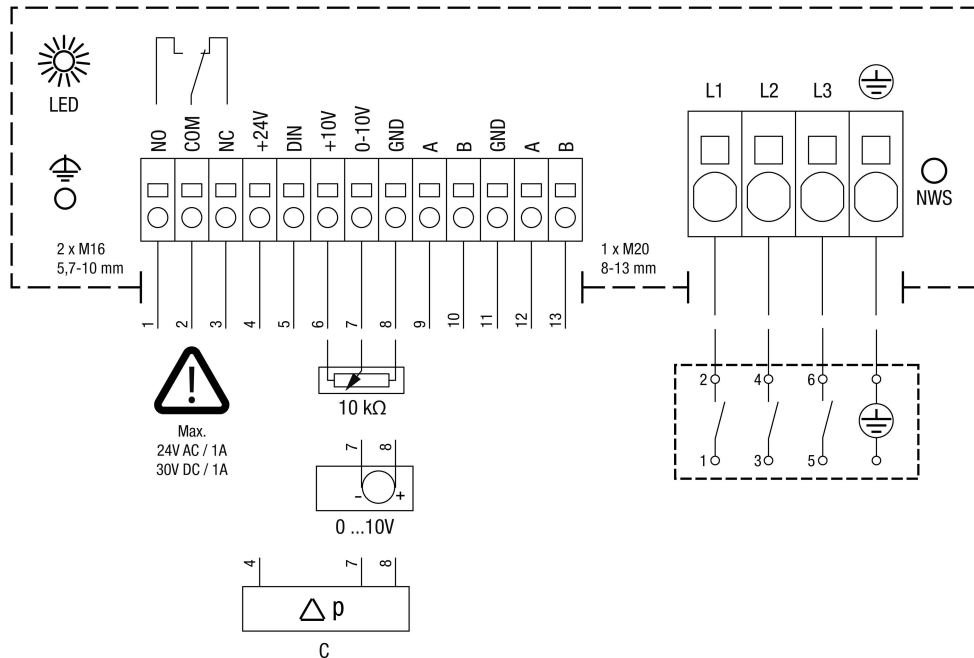 LED
NO COM NC +24V DIN +10V 0-10V GND A B GND A B
L1 L2 L3
NWS
2 x M16
5,7-10 mm
1 x M20
8-13 mm
1 2 3 4 5 6 7 8 9 10 11 12 13
!
Max.
24V AC / 1A
30V DC / 1A
10 kΩ
7 8
- +
0 ...10V
4 7 8
△ p
C
2 4 6
1 3 5